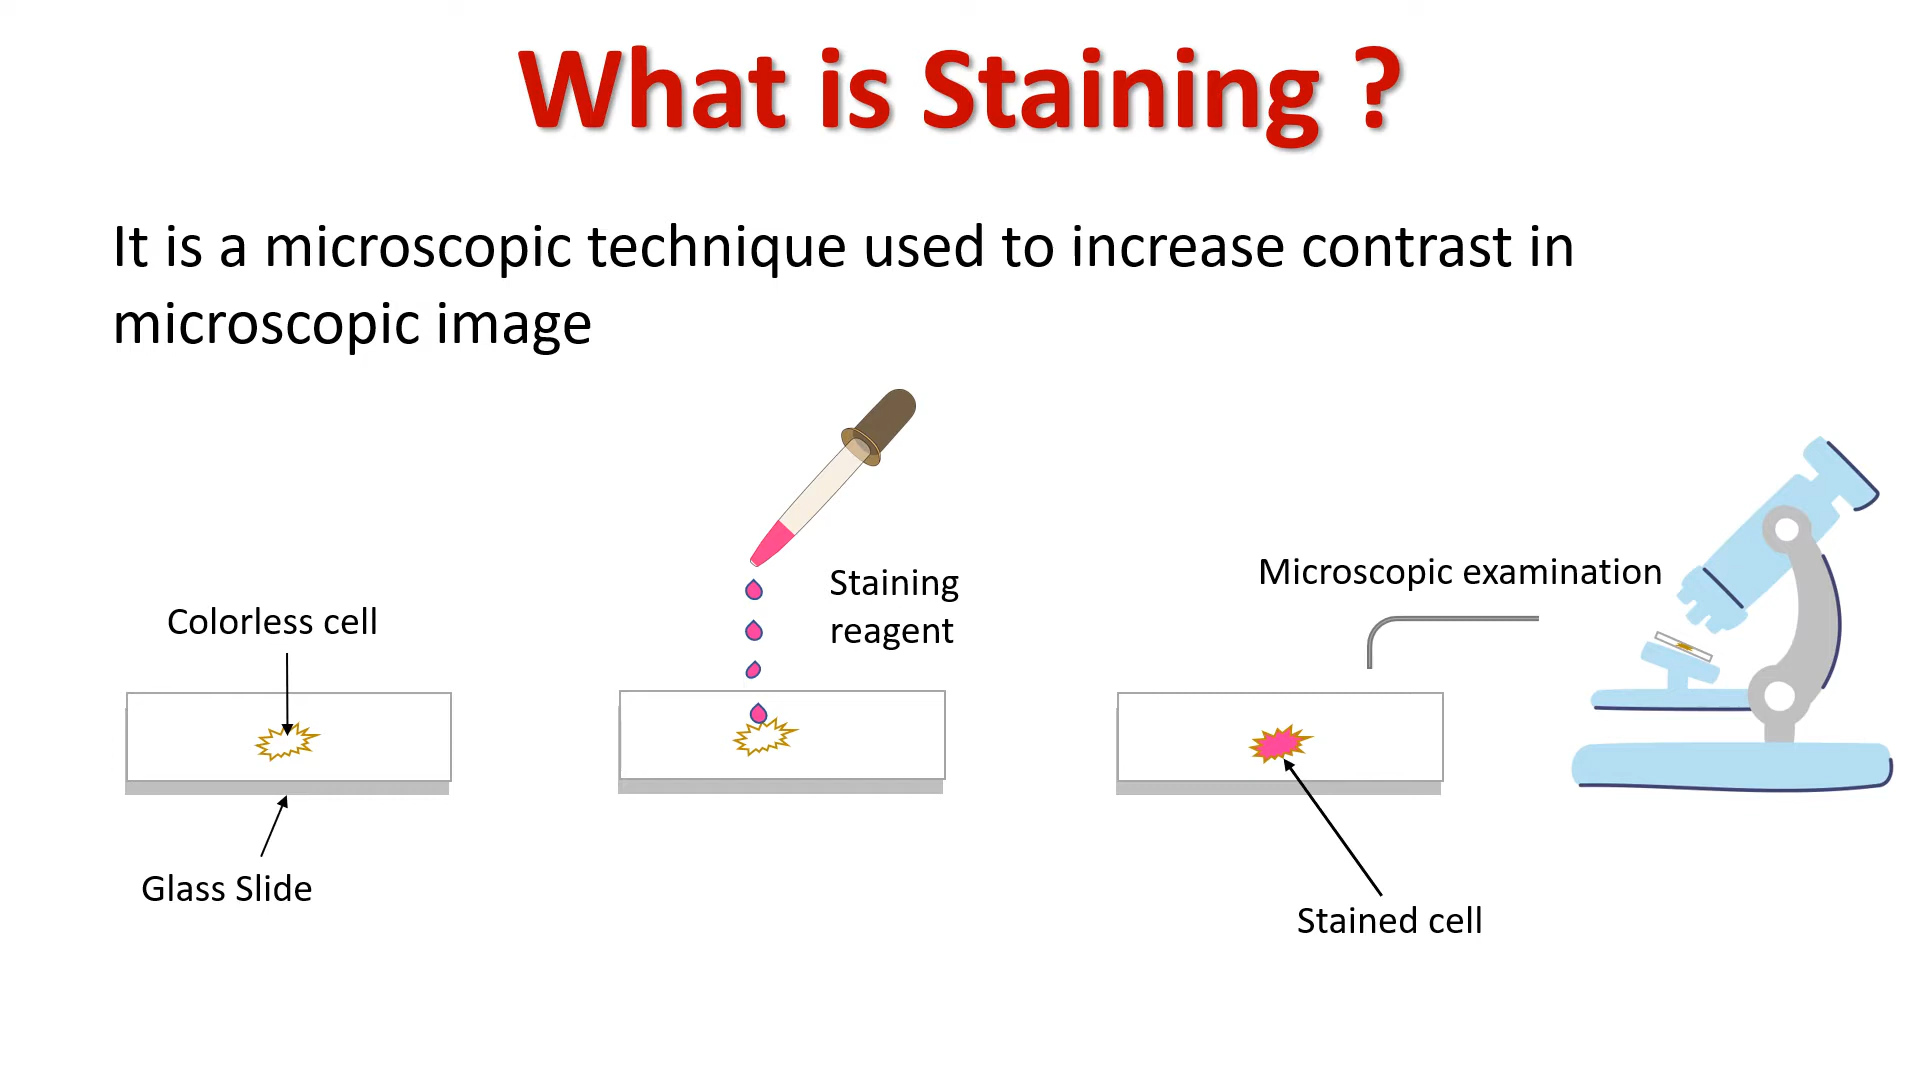 What is Staining ?
It is a microscopic technique used to increase contrast in
microscopic image
Colorless cell
Glass Slide
Staining
reagent
Microscopic examination
Stained cell